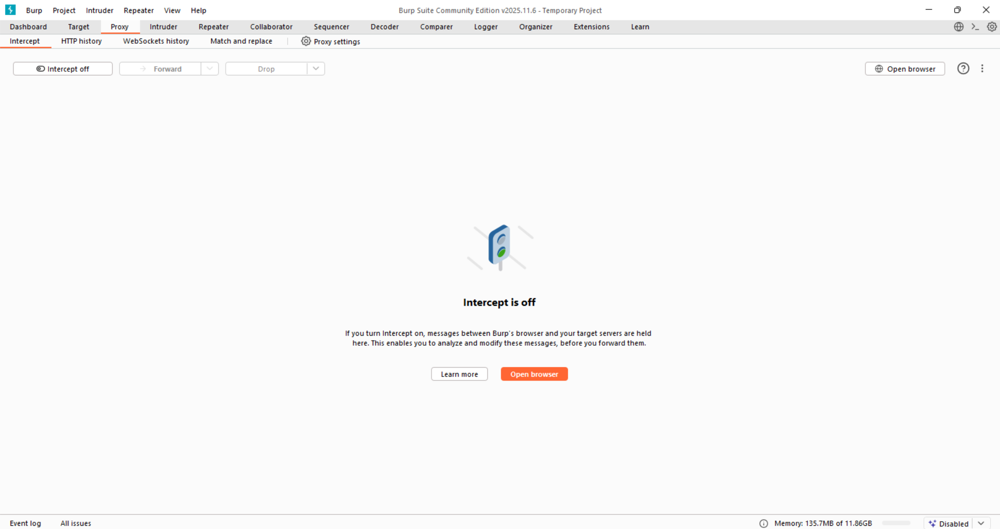 Burp Project Intruder Repeater View Help Burp Suite Community Edition v2025.11.6 - Temporary Project
Dashboard Target Proxy Intruder Repeater Collaborator Sequencer Decoder Comparer Logger Organizer Extensions Learn
Intercept HTTP history WebSockets history Match and replace Proxy settings
Intercept off Forward Drop Open browser
Intercept is off
If you turn Intercept on, messages between Burp's browser and your target servers are held
here. This enables you to analyze and modify these messages, before you forward them.
Learn more Open browser
Event log All issues Memory: 135.7MB of 11.86GB Disabled